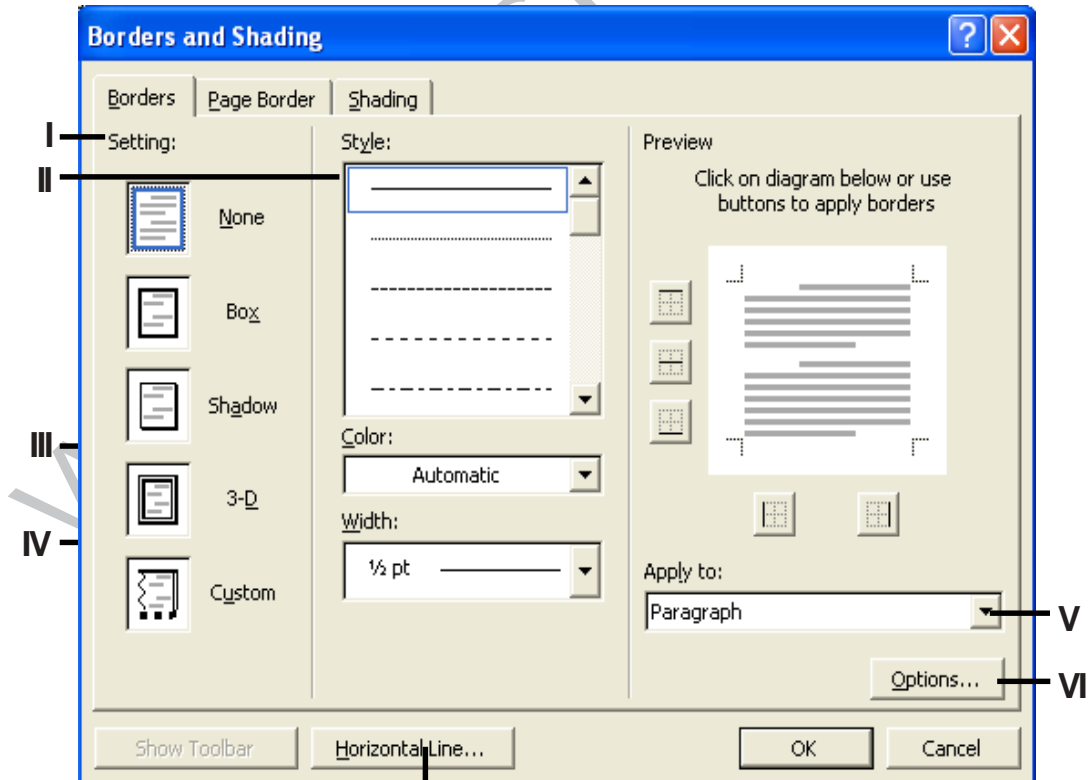 Borders and Shading
Borders Page Border Shading
I
Setting:
II
None
Box
Shadow
III
3-D
IV
Custom
Style:
Color:
Automatic
Width:
½ pt
Preview
Click on diagram below or use
buttons to apply borders
Apply to:
Paragraph
V
Options...
VI
Show Toolbar
Horizontal Line...
OK
Cancel